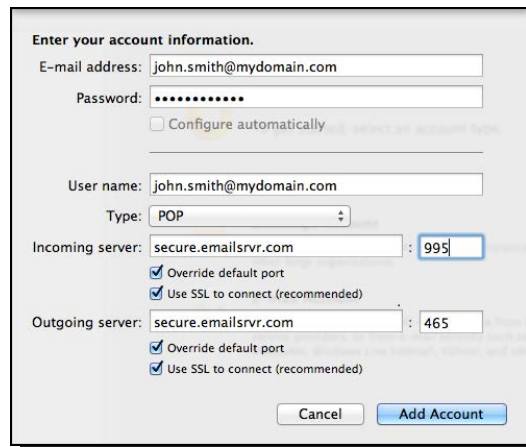 Enter your account information.
E-mail address: john.smith@mydomain.com
Password: ••••••••••••
Configure automatically
User name: john.smith@mydomain.com
Type: POP
Incoming server: secure.emailsrvr.com : 995
Override default port
Use SSL to connect (recommended)
Outgoing server: secure.emailsrvr.com : 465
Override default port
Use SSL to connect (recommended)
Cancel Add Account